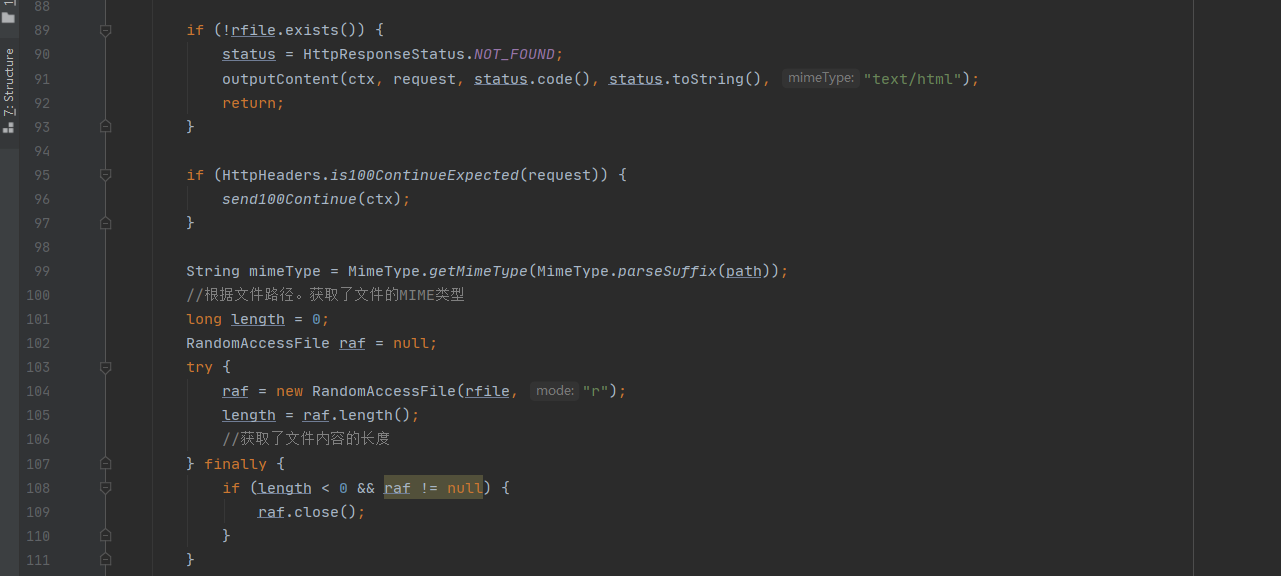 88
89 if (!rfile.exists()) {
90 status = HttpResponseStatus.NOT_FOUND;
91 outputContent(ctx, request, status.code(), status.toString(), mimeType: "text/html");
92 return;
93 }
94
95 if (HttpHeaders.is100ContinueExpected(request)) {
96 send100Continue(ctx);
97 }
98
99 String mimeType = MimeType.getMimeType(MimeType.parseSuffix(path));
100 //根据文件路径。获取了文件的MIME类型
101 long length = 0;
102 RandomAccessFile raf = null;
103 try {
104 raf = new RandomAccessFile(rfile, mode: "r");
105 length = raf.length();
106 //获取了文件内容的长度
107 } finally {
108 if (length < 0 && raf != null) {
109 raf.close();
110 }
111 }
7: Structure